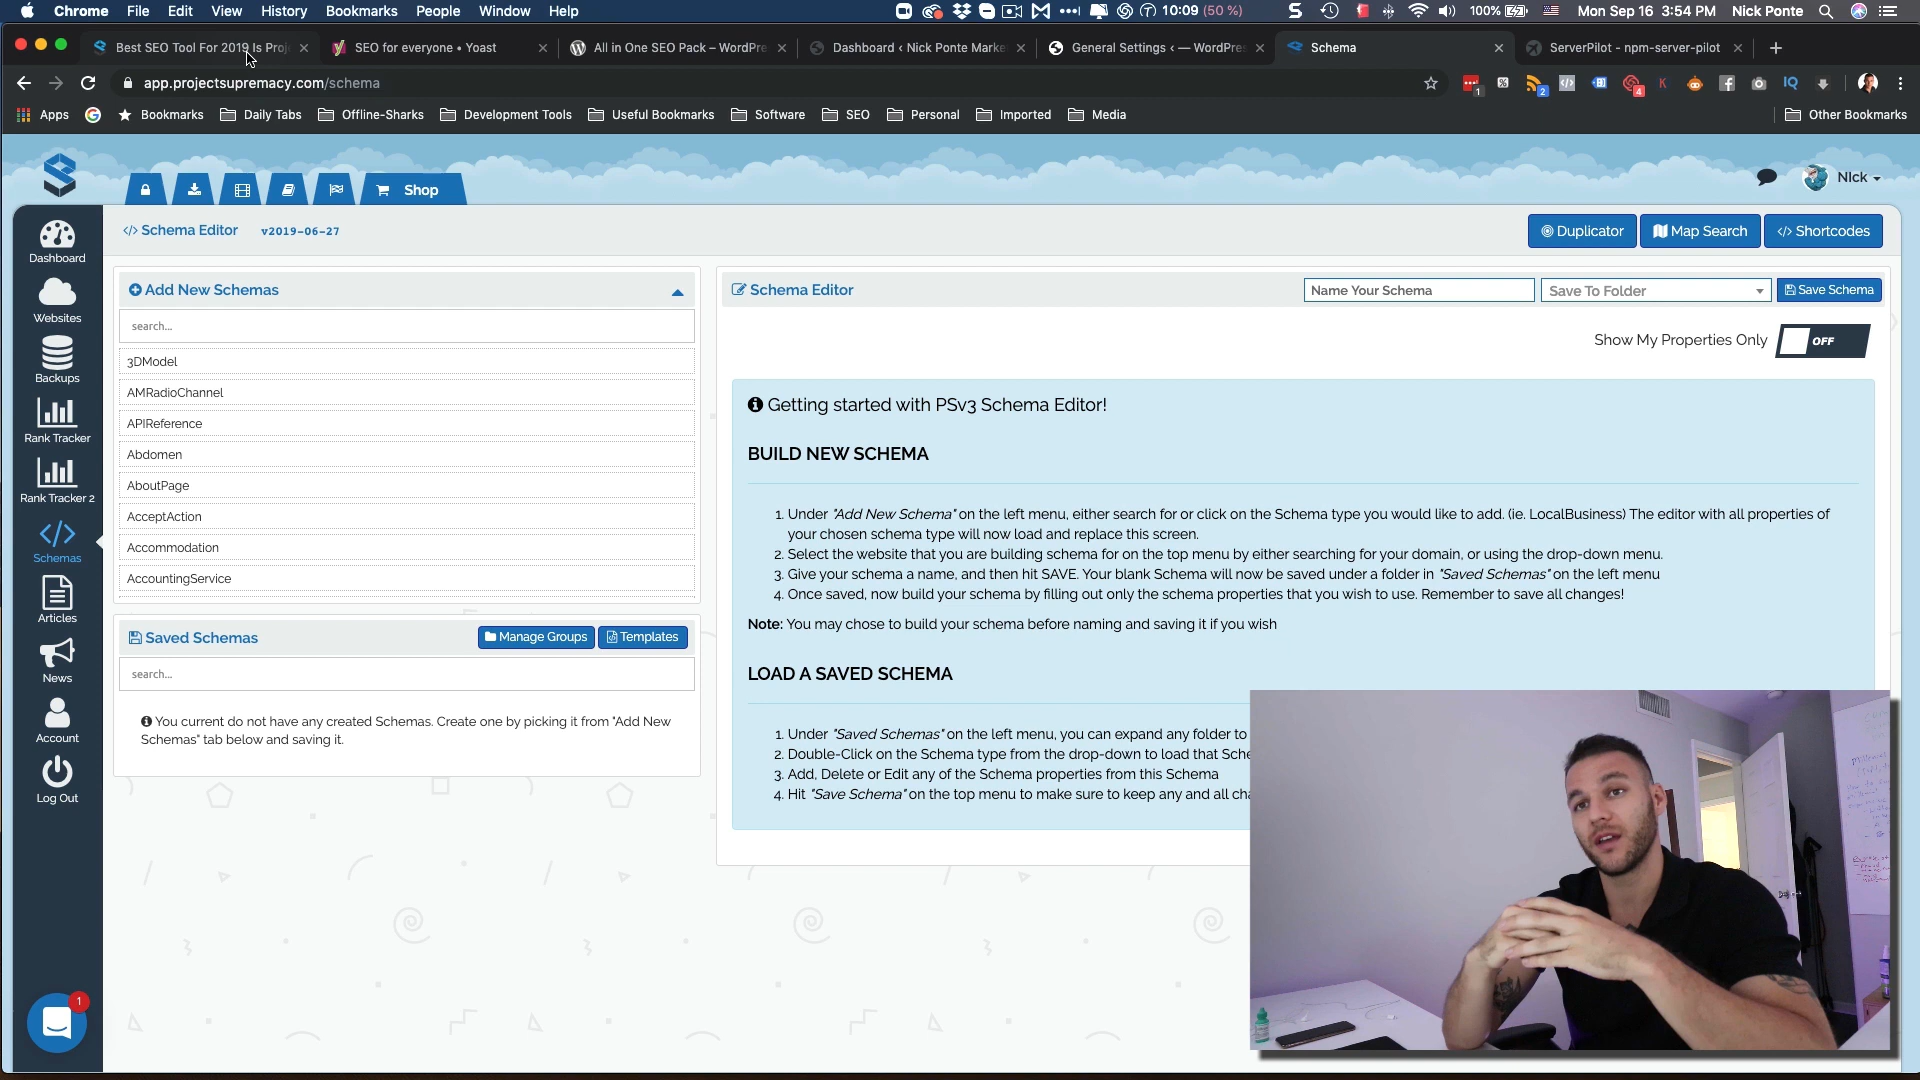 Chrome File Edit View History Bookmarks People Window Help 10:09 (50 %) 100% Mon Sep 16 3:54 PM Nick Ponte
Best SEO Tool For 2019 Is Proj
SEO for everyone • Yoast
All in One SEO Pack – WordPre
Dashboard ‹ Nick Ponte Marke
General Settings ‹ — WordPres
Schema
ServerPilot - npm-server-pilot
app.projectsupremacy.com/schema
1
2
4
IQ
Apps Bookmarks Daily Tabs Offline-Sharks Development Tools Useful Bookmarks Software SEO Personal Imported Media Other Bookmarks
Shop
NIck
</> Schema Editor v2019-06-27
Duplicator
Map Search
</> Shortcodes
Dashboard
Websites
Backups
Rank Tracker
Rank Tracker 2
Schemas
Articles
News
Account
Log Out
1
Add New Schemas
search...
3DModel
AMRadioChannel
APIReference
Abdomen
AboutPage
AcceptAction
Accommodation
AccountingService
Saved Schemas
Manage Groups
Templates
search...
You current do not have any created Schemas. Create one by picking it from "Add New
Schemas" tab below and saving it.
Schema Editor
Name Your Schema
Save To Folder
Save Schema
Show My Properties Only OFF
Getting started with PSv3 Schema Editor!
BUILD NEW SCHEMA
1. Under "Add New Schema" on the left menu, either search for or click on the Schema type you would like to add. (ie. LocalBusiness) The editor with all properties of
your chosen schema type will now load and replace this screen.
2. Select the website that you are building schema for on the top menu by either searching for your domain, or using the drop-down menu.
3. Give your schema a name, and then hit SAVE. Your blank Schema will now be saved under a folder in "Saved Schemas" on the left menu
4. Once saved, now build your schema by filling out only the schema properties that you wish to use. Remember to save all changes!
Note: You may chose to build your schema before naming and saving it if you wish
LOAD A SAVED SCHEMA
1. Under "Saved Schemas" on the left menu, you can expand any folder to
2. Double-Click on the Schema type from the drop-down to load that Sche
3. Add, Delete or Edit any of the Schema properties from this Schema
4. Hit "Save Schema" on the top menu to make sure to keep any and all cha